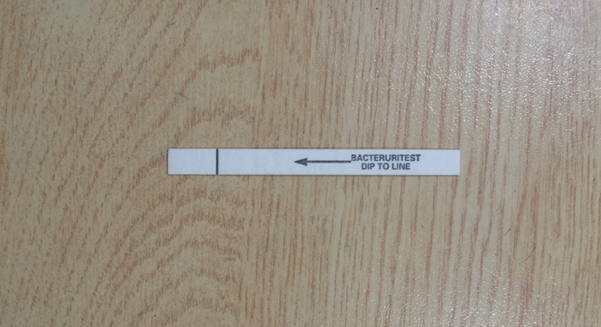 BACTERURITEST
DIP TO LINE